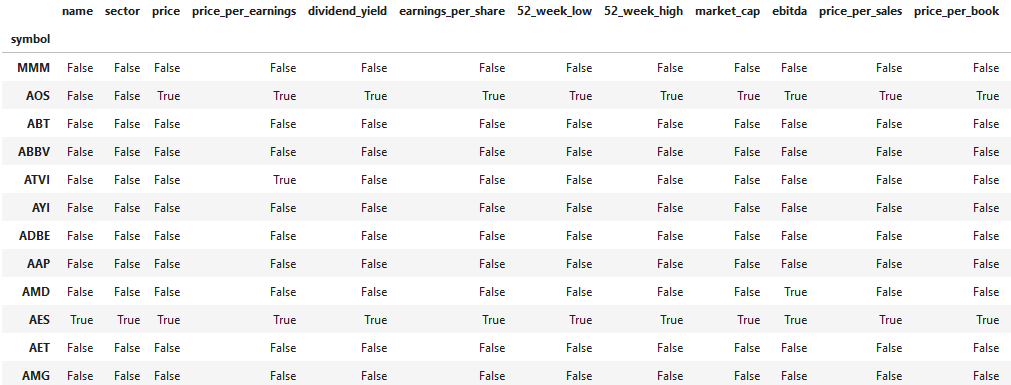 name sector price price_per_earnings dividend_yield earnings_per_share 52_week_low 52_week_high market_cap ebitda price_per_sales price_per_book
symbol
MMM False False False False False False False False False False False False
AOS False False True True True True True True True True True True
ABT False False False False False False False False False False False False
ABBV False False False False False False False False False False False False
ATVI False False False True False False False False False False False False
AYI False False False False False False False False False False False False
ADBE False False False False False False False False False False False False
AAP False False False False False False False False False False False False
AMD False False False False False False False False False True False False
AES True True True True True True True True True True True True
AET False False False False False False False False False False False False
AMG False False False False False False False False False False False False